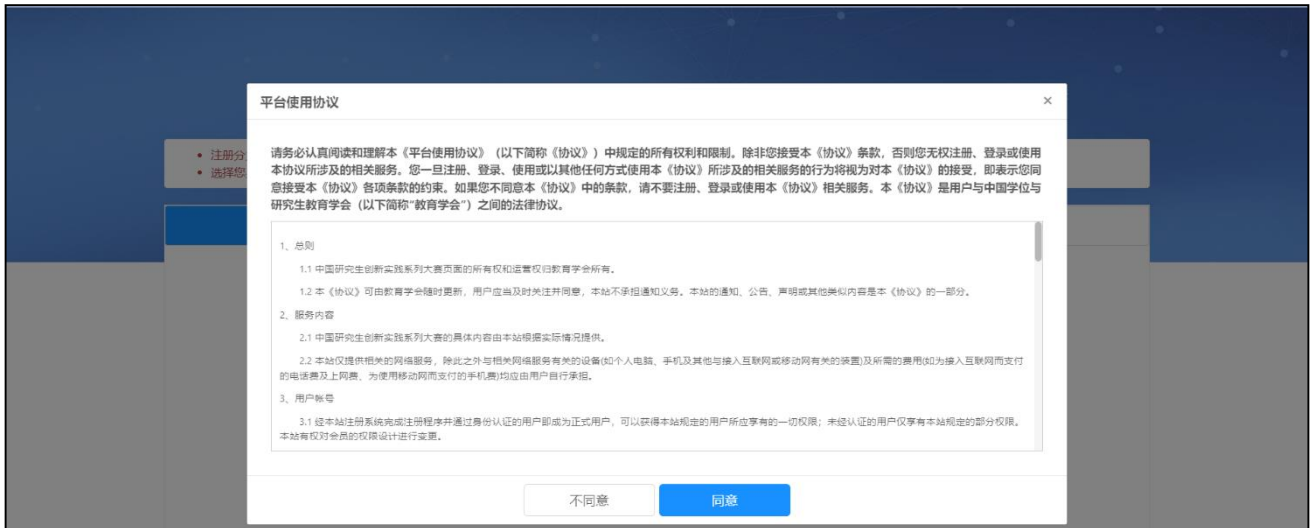 平台使用协议
×
• 注册分
• 选择您
请务必认真阅读和理解本《平台使用协议》（以下简称《协议》）中规定的所有权利和限制。除非您接受本《协议》条款，否则您无权注册、登录或使用
本协议所涉及的相关服务。您一旦注册、登录、使用或以其他任何方式使用本《协议》所涉及的相关服务的行为将视为对本《协议》的接受，即表示您同
意接受本《协议》各项条款的约束。如果您不同意本《协议》中的条款，请不要注册、登录或使用本《协议》相关服务。本《协议》是用户与中国学位与
研究生教育学会（以下简称“教育学会”）之间的法律协议。
1、总则
1.1 中国研究生创新实践系列大赛页面的所有权和运营权归教育学会所有。
1.2 本《协议》可由教育学会随时更新，用户应当及时关注并同意，本站不承担通知义务。本站的通知、公告、声明或其他类似内容是本《协议》的一部分。
2、服务内容
2.1 中国研究生创新实践系列大赛的具体内容由本站根据实际情况提供。
2.2 本站仅提供相关的网络服务，除此之外与相关网络服务有关的设备(如个人电脑、手机及其他与接入互联网或移动网有关的装置)及所需的费用(如为接入互联网而支付
的电话费及上网费、为使用移动网而支付的手机费)均应由用户自行承担。
3、用户帐号
3.1 经本站注册系统完成注册程序并通过身份认证的用户即成为正式用户，可以获得本站规定的用户所应享有的一切权限；未经认证的用户仅享有本站规定的部分权限。
本站有权对会员的权限设计进行变更。
不同意
同意